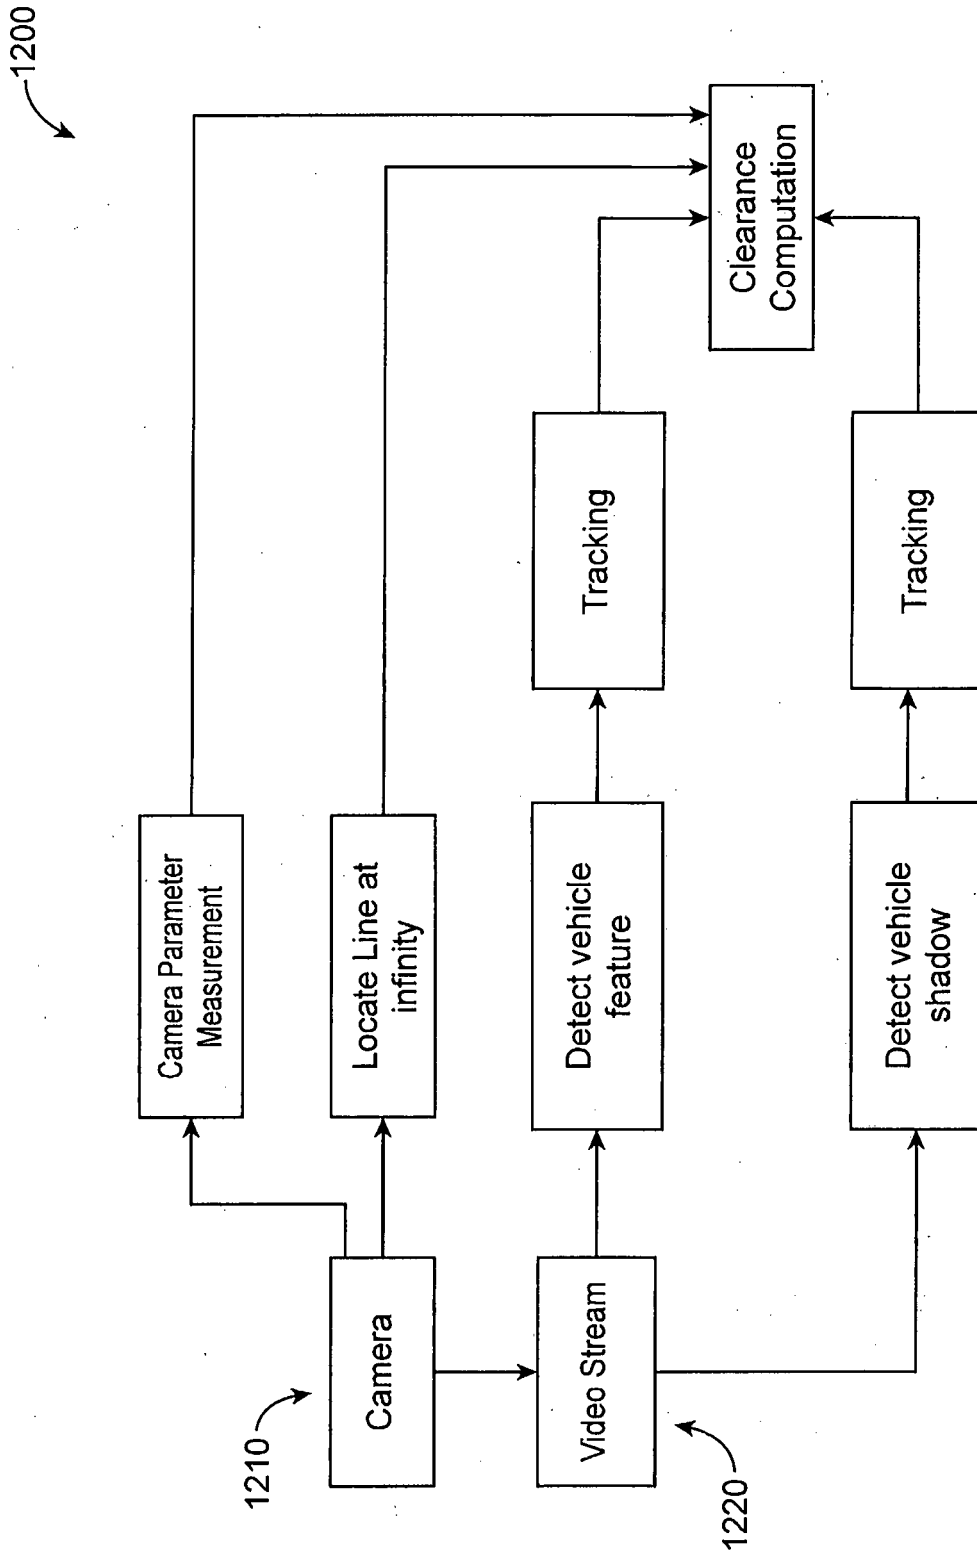 1200
Camera Parameter
Measurement
Locate Line at
infinity
1210
Camera
Clearance
Computation
Video Stream
Detect vehicle
feature
Tracking
1220
Detect vehicle
shadow
Tracking